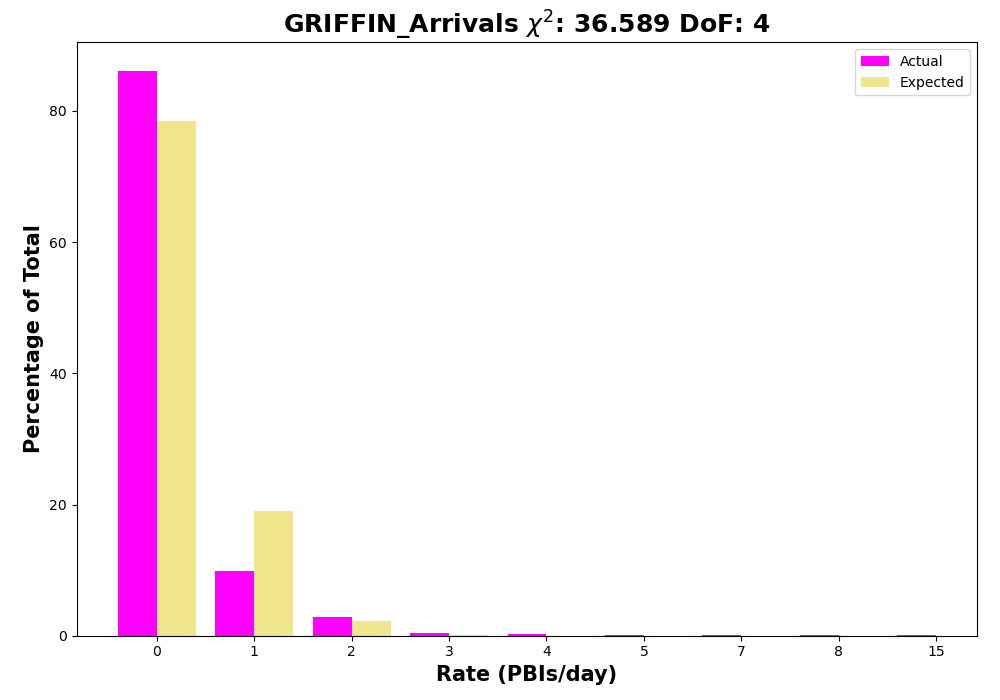 GRIFFIN_Arrivals χ²: 36.589 DoF: 4
Actual
Expected
Percentage of Total
80
60
40
20
0
0 1 2 3 4 5 7 8 15
Rate (PBIs/day)